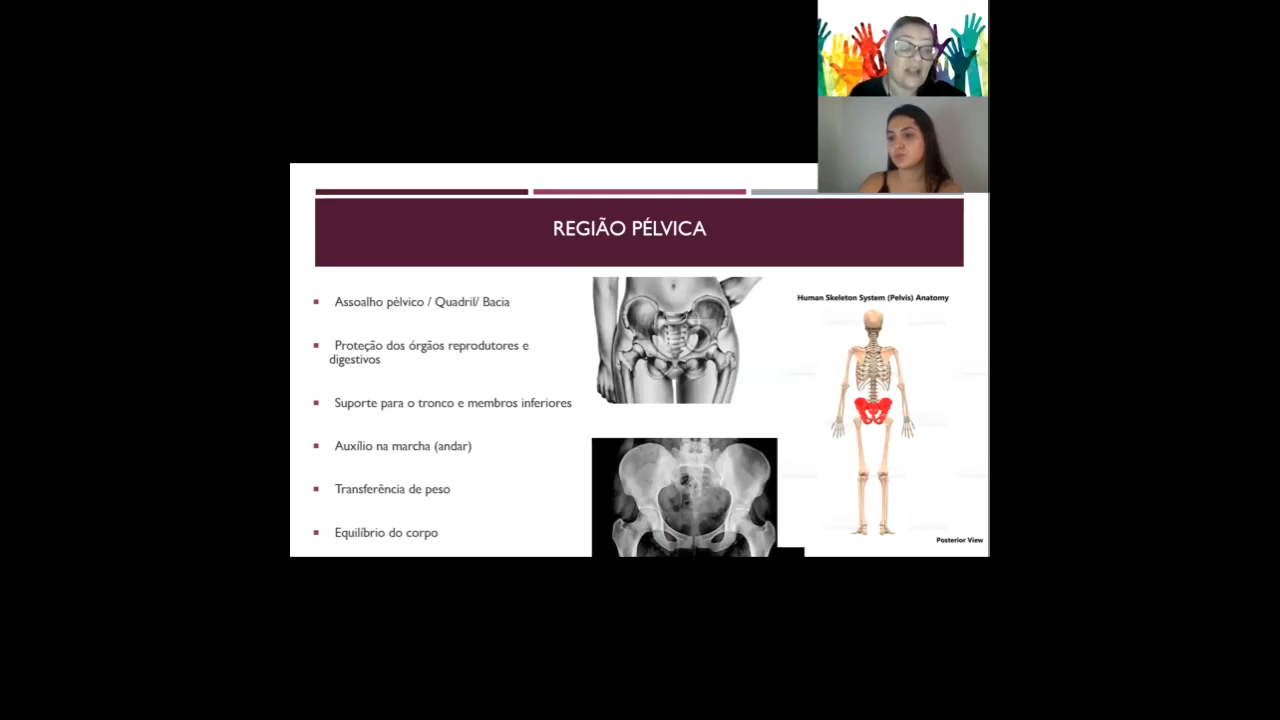 REGIÃO PÉLVICA
Assoalho pélvico / Quadril/ Bacia
Proteção dos órgãos reprodutores e
digestivos
Suporte para o tronco e membros inferiores
Auxílio na marcha (andar)
Transferência de peso
Equilíbrio do corpo
Human Skeleton System (Pelvis) Anatomy
Posterior View